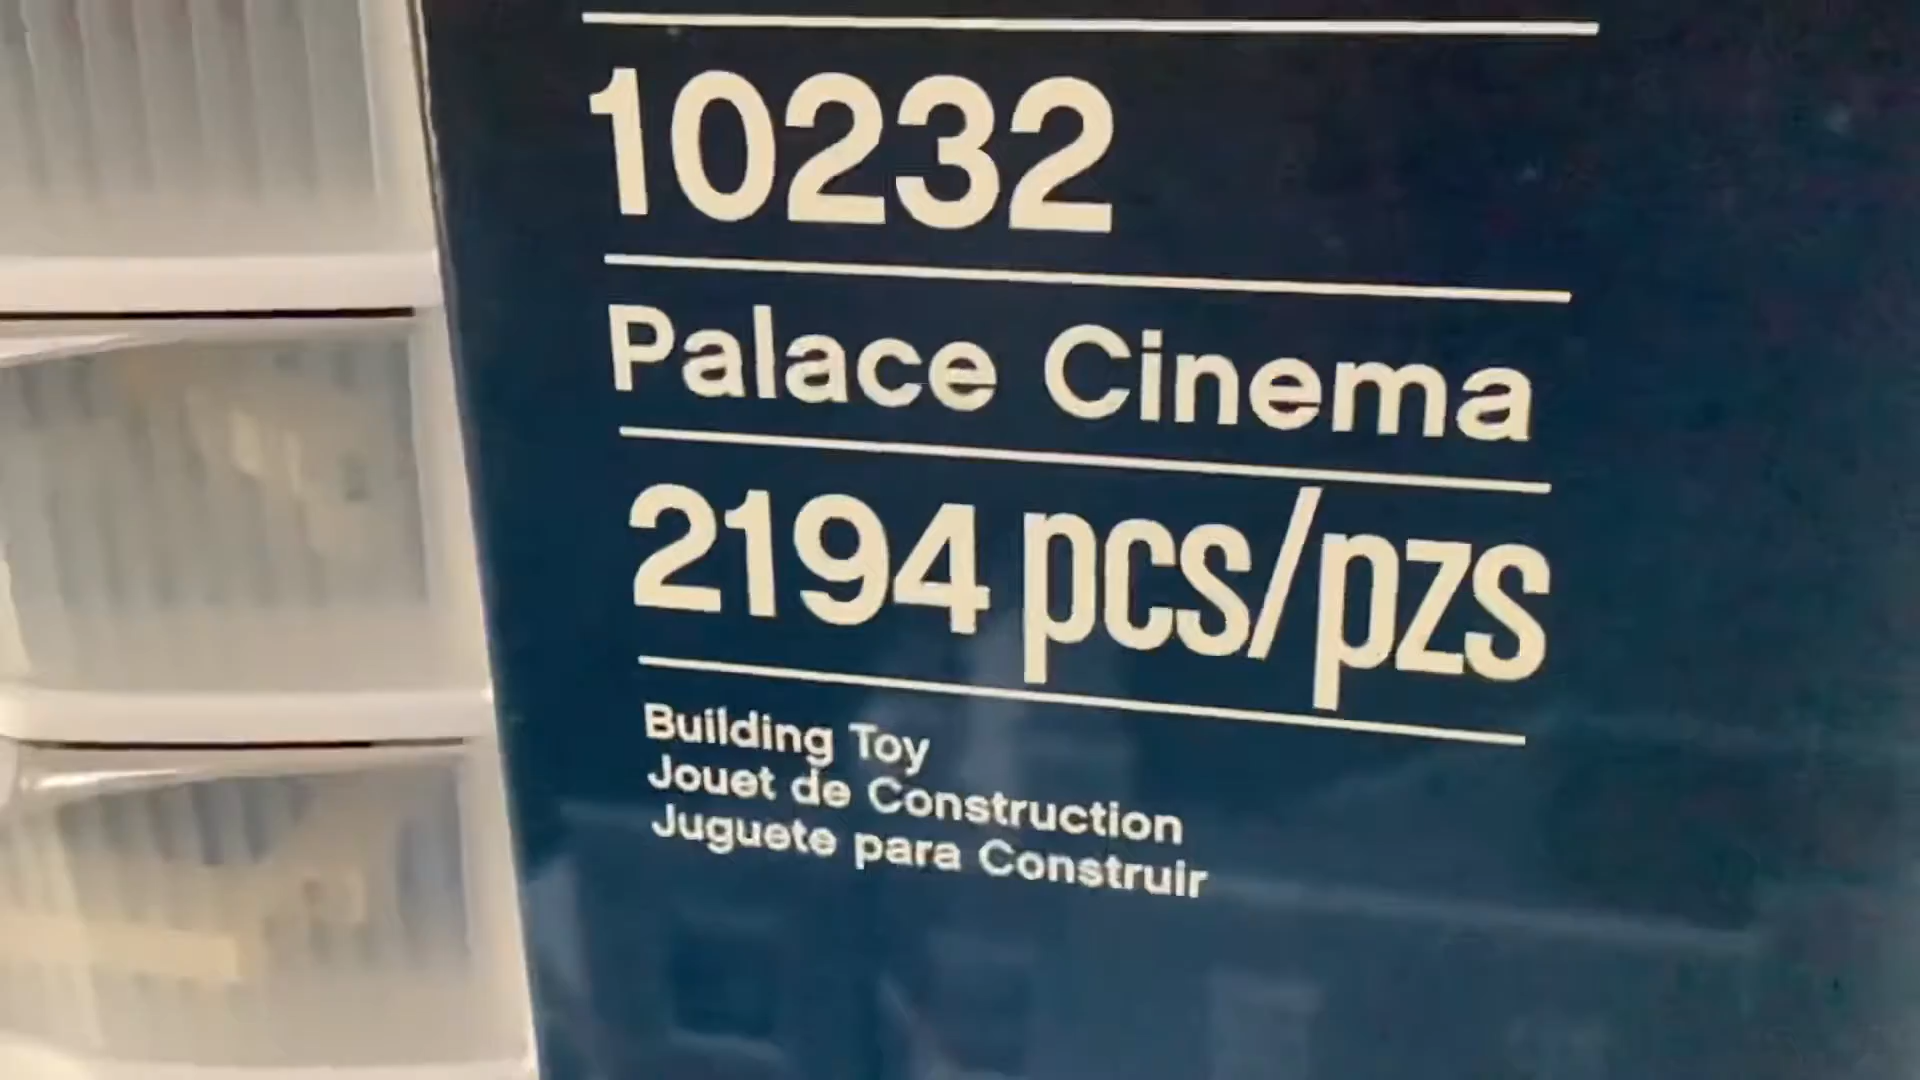 10232
Palace Cinema
2194 pcs/pzs
Building Toy
Jouet de Construction
Juguete para Construir